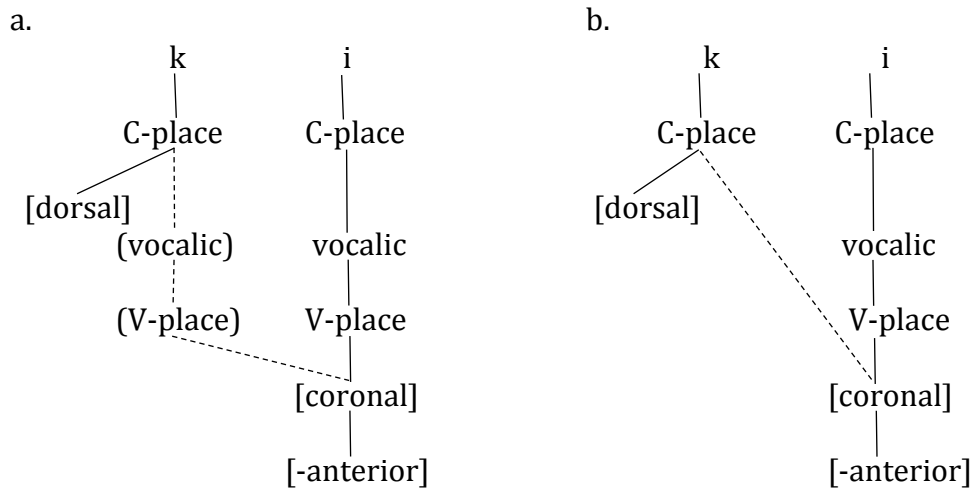 a.
k i
C-place C-place
[dorsal]
(vocalic) vocalic
(V-place) V-place
[coronal]
[-anterior]
b.
k i
C-place C-place
[dorsal]
vocalic
V-place
[coronal]
[-anterior]